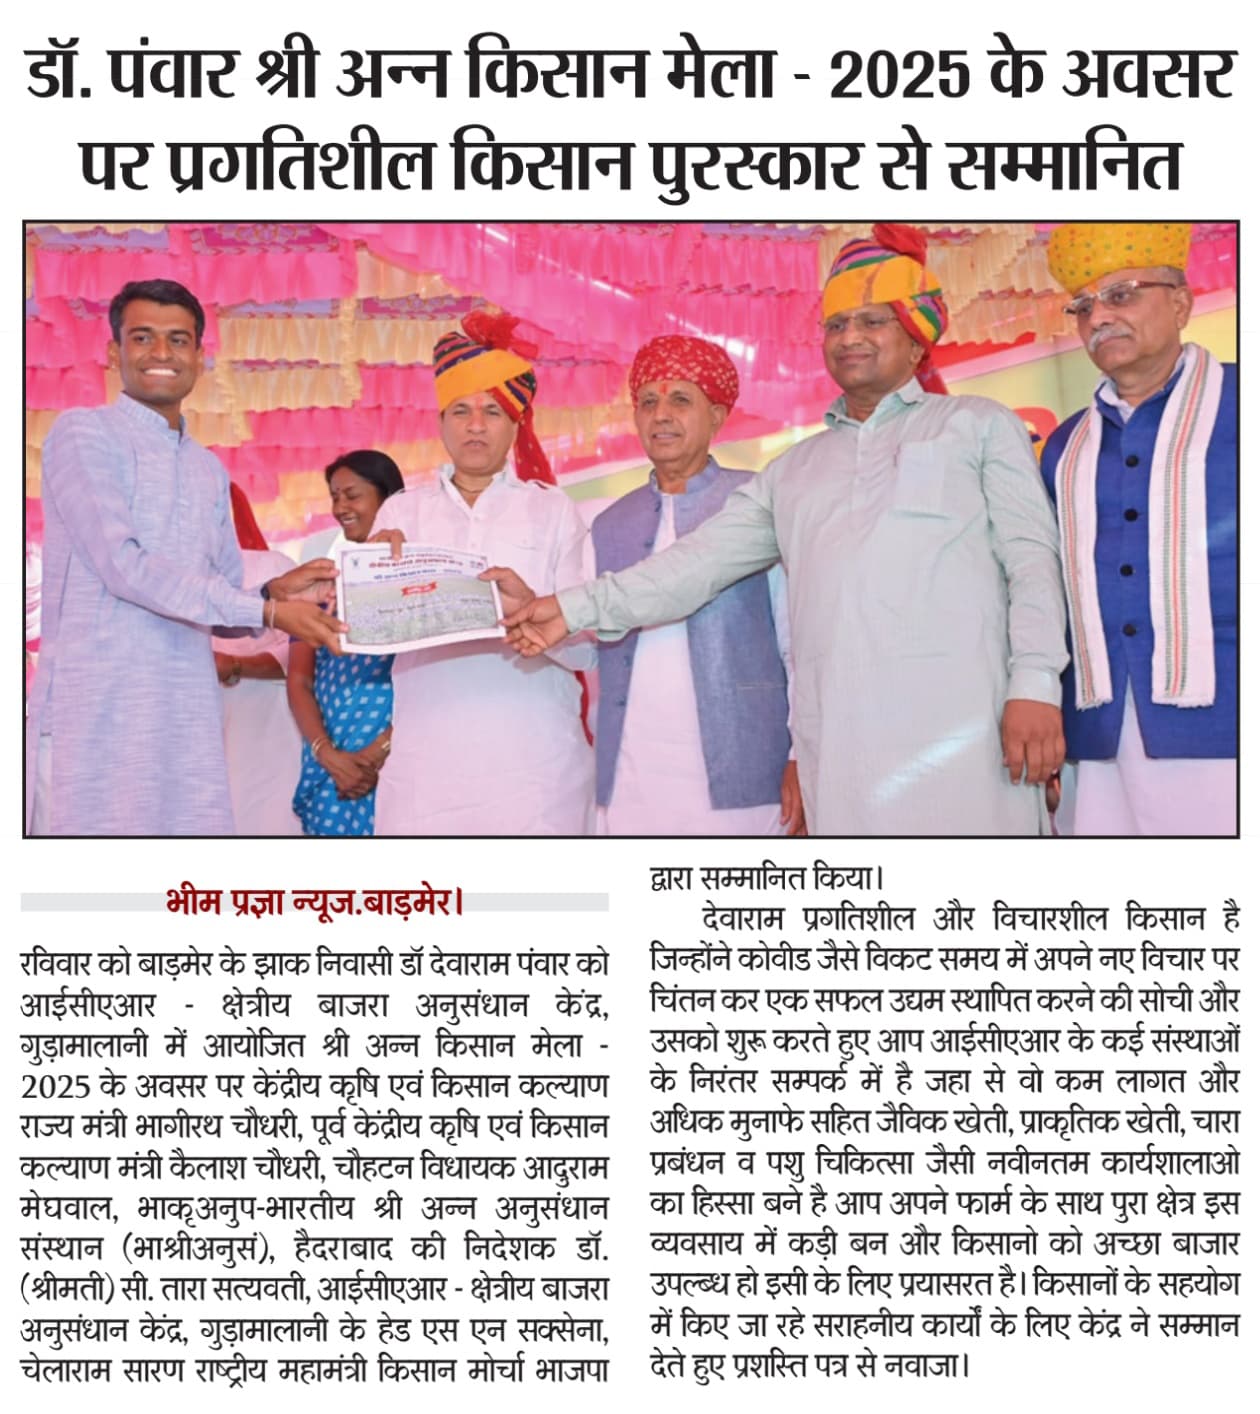 डॉ. पंवार श्री अन्न किसान मेला - 2025 के अवसर
पर प्रगतिशील किसान पुरस्कार से सम्मानित
भीम प्रज्ञा न्यूज.बाड़मेर।
रविवार को बाड़मेर के झाक निवासी डॉ देवाराम पंवार को
आईसीएआर - क्षेत्रीय बाजरा अनुसंधान केंद्र,
गुड़ामालानी में आयोजित श्री अन्न किसान मेला -
2025 के अवसर पर केंद्रीय कृषि एवं किसान कल्याण
राज्य मंत्री भागीरथ चौधरी, पूर्व केंद्रीय कृषि एवं किसान
कल्याण मंत्री कैलाश चौधरी, चौहटन विधायक आदुराम
मेघवाल, भाकृअनुप-भारतीय श्री अन्न अनुसंधान
संस्थान (भाश्रीअनुसं), हैदराबाद की निदेशक डॉ.
(श्रीमती) सी. तारा सत्यवती, आईसीएआर - क्षेत्रीय बाजरा
अनुसंधान केंद्र, गुड़ामालानी के हेड एस एन सक्सेना,
चेलाराम सारण राष्ट्रीय महामंत्री किसान मोर्चा भाजपा
द्वारा सम्मानित किया।
देवाराम प्रगतिशील और विचारशील किसान है
जिन्होंने कोवीड जैसे विकट समय में अपने नए विचार पर
चिंतन कर एक सफल उद्यम स्थापित करने की सोची और
उसको शुरू करते हुए आप आईसीएआर के कई संस्थाओं
के निरंतर सम्पर्क में है जहा से वो कम लागत और
अधिक मुनाफे सहित जैविक खेती, प्राकृतिक खेती, चारा
प्रबंधन व पशु चिकित्सा जैसी नवीनतम कार्यशालाओ
का हिस्सा बने है आप अपने फार्म के साथ पुरा क्षेत्र इस
व्यवसाय में कड़ी बन और किसानो को अच्छा बाजार
उपल्ब्ध हो इसी के लिए प्रयासरत है। किसानों के सहयोग
में किए जा रहे सराहनीय कार्यों के लिए केंद्र ने सम्मान
देते हुए प्रशस्ति पत्र से नवाजा।